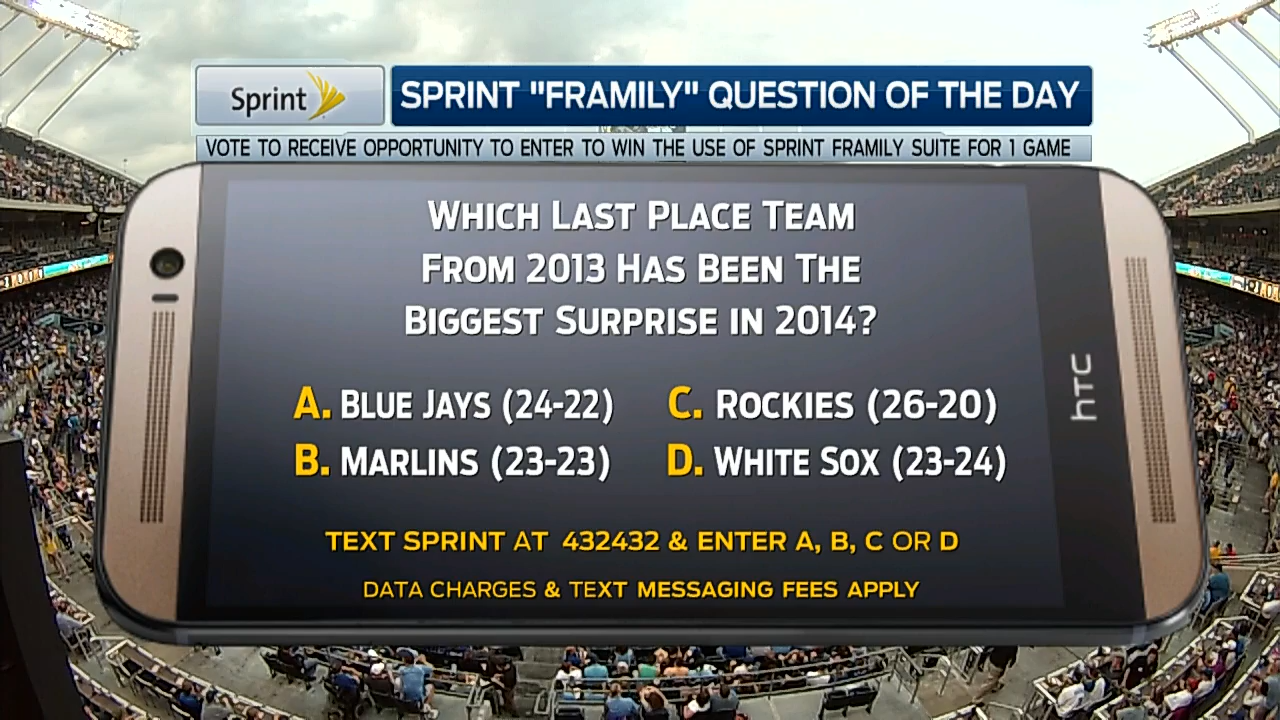 Sprint
SPRINT "FRAMILY" QUESTION OF THE DAY
VOTE TO RECEIVE OPPORTUNITY TO ENTER TO WIN THE USE OF SPRINT FRAMILY SUITE FOR 1 GAME
WHICH LAST PLACE TEAM
FROM 2013 HAS BEEN THE
BIGGEST SURPRISE IN 2014?
A. BLUE JAYS (24-22)
B. MARLINS (23-23)
C. ROCKIES (26-20)
D. WHITE SOX (23-24)
TEXT SPRINT AT 432432 & ENTER A, B, C OR D
DATA CHARGES & TEXT MESSAGING FEES APPLY
hTC